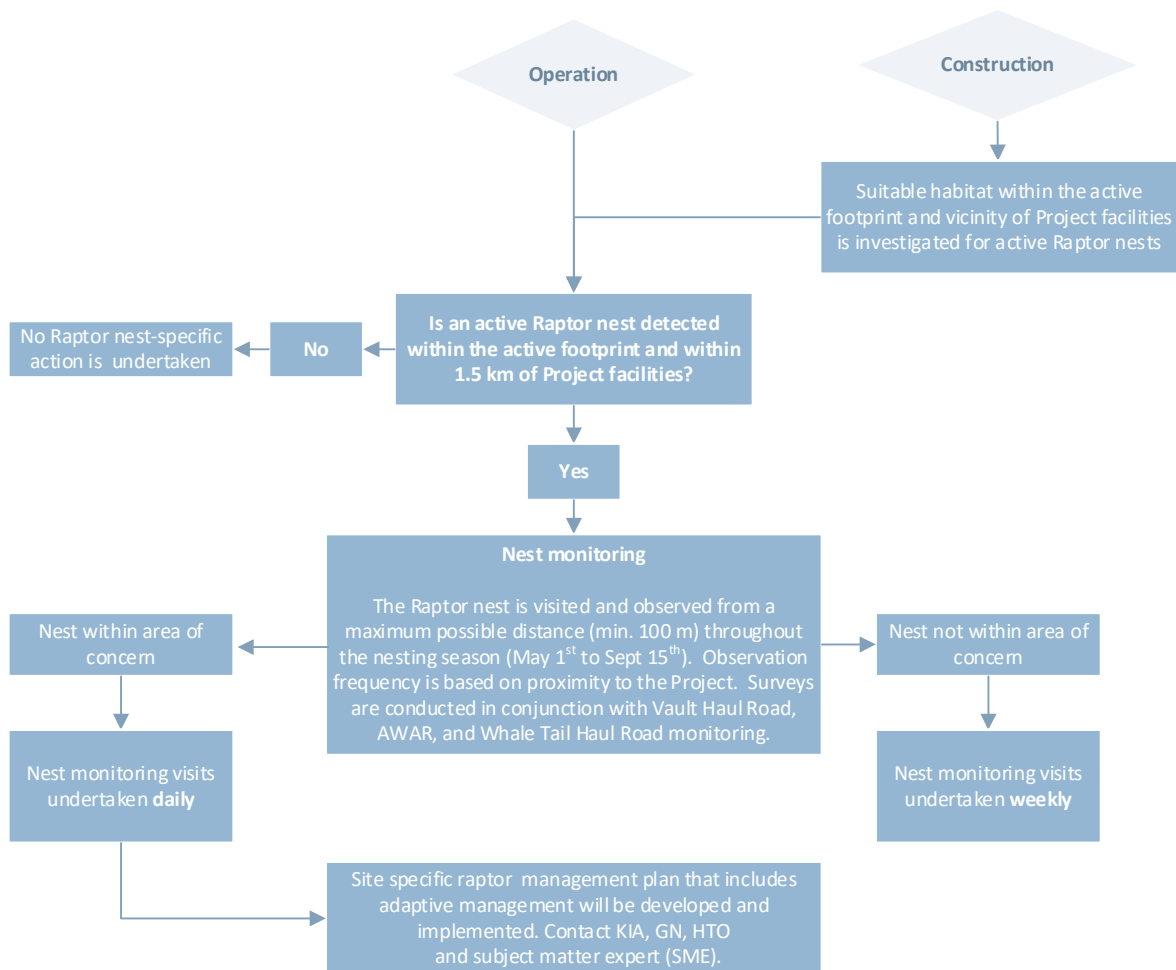 Operation
Construction
Suitable habitat within the active
footprint and vicinity of Project facilities
is investigated for active Raptor nests
Is an active Raptor nest detected
within the active footprint and within
1.5 km of Project facilities?
No
No Raptor nest-specific
action is undertaken
Yes
Nest monitoring
The Raptor nest is visited and observed from a
maximum possible distance (min. 100 m) throughout
the nesting season (May 1st to Sept 15th). Observation
frequency is based on proximity to the Project. Surveys
are conducted in conjunction with Vault Haul Road,
AWAR, and Whale Tail Haul Road monitoring.
Nest within area of
concern
Nest not within area of
concern
Nest monitoring visits
undertaken daily
Nest monitoring visits
undertaken weekly
Site specific raptor management plan that includes
adaptive management will be developed and
implemented. Contact KIA, GN, HTO
and subject matter expert (SME).